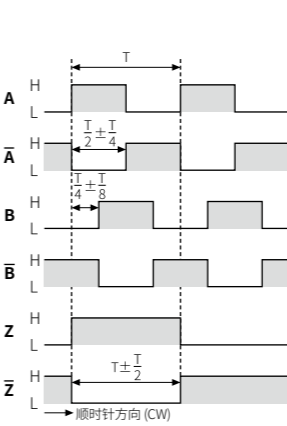 T
A H
L
T/2 ± T/4
A̅ H
L
T/4 ± T/8
B H
L
B̅ H
L
Z H
L
T ± T/2
Z̅ H
L
顺时针方向 (CW)